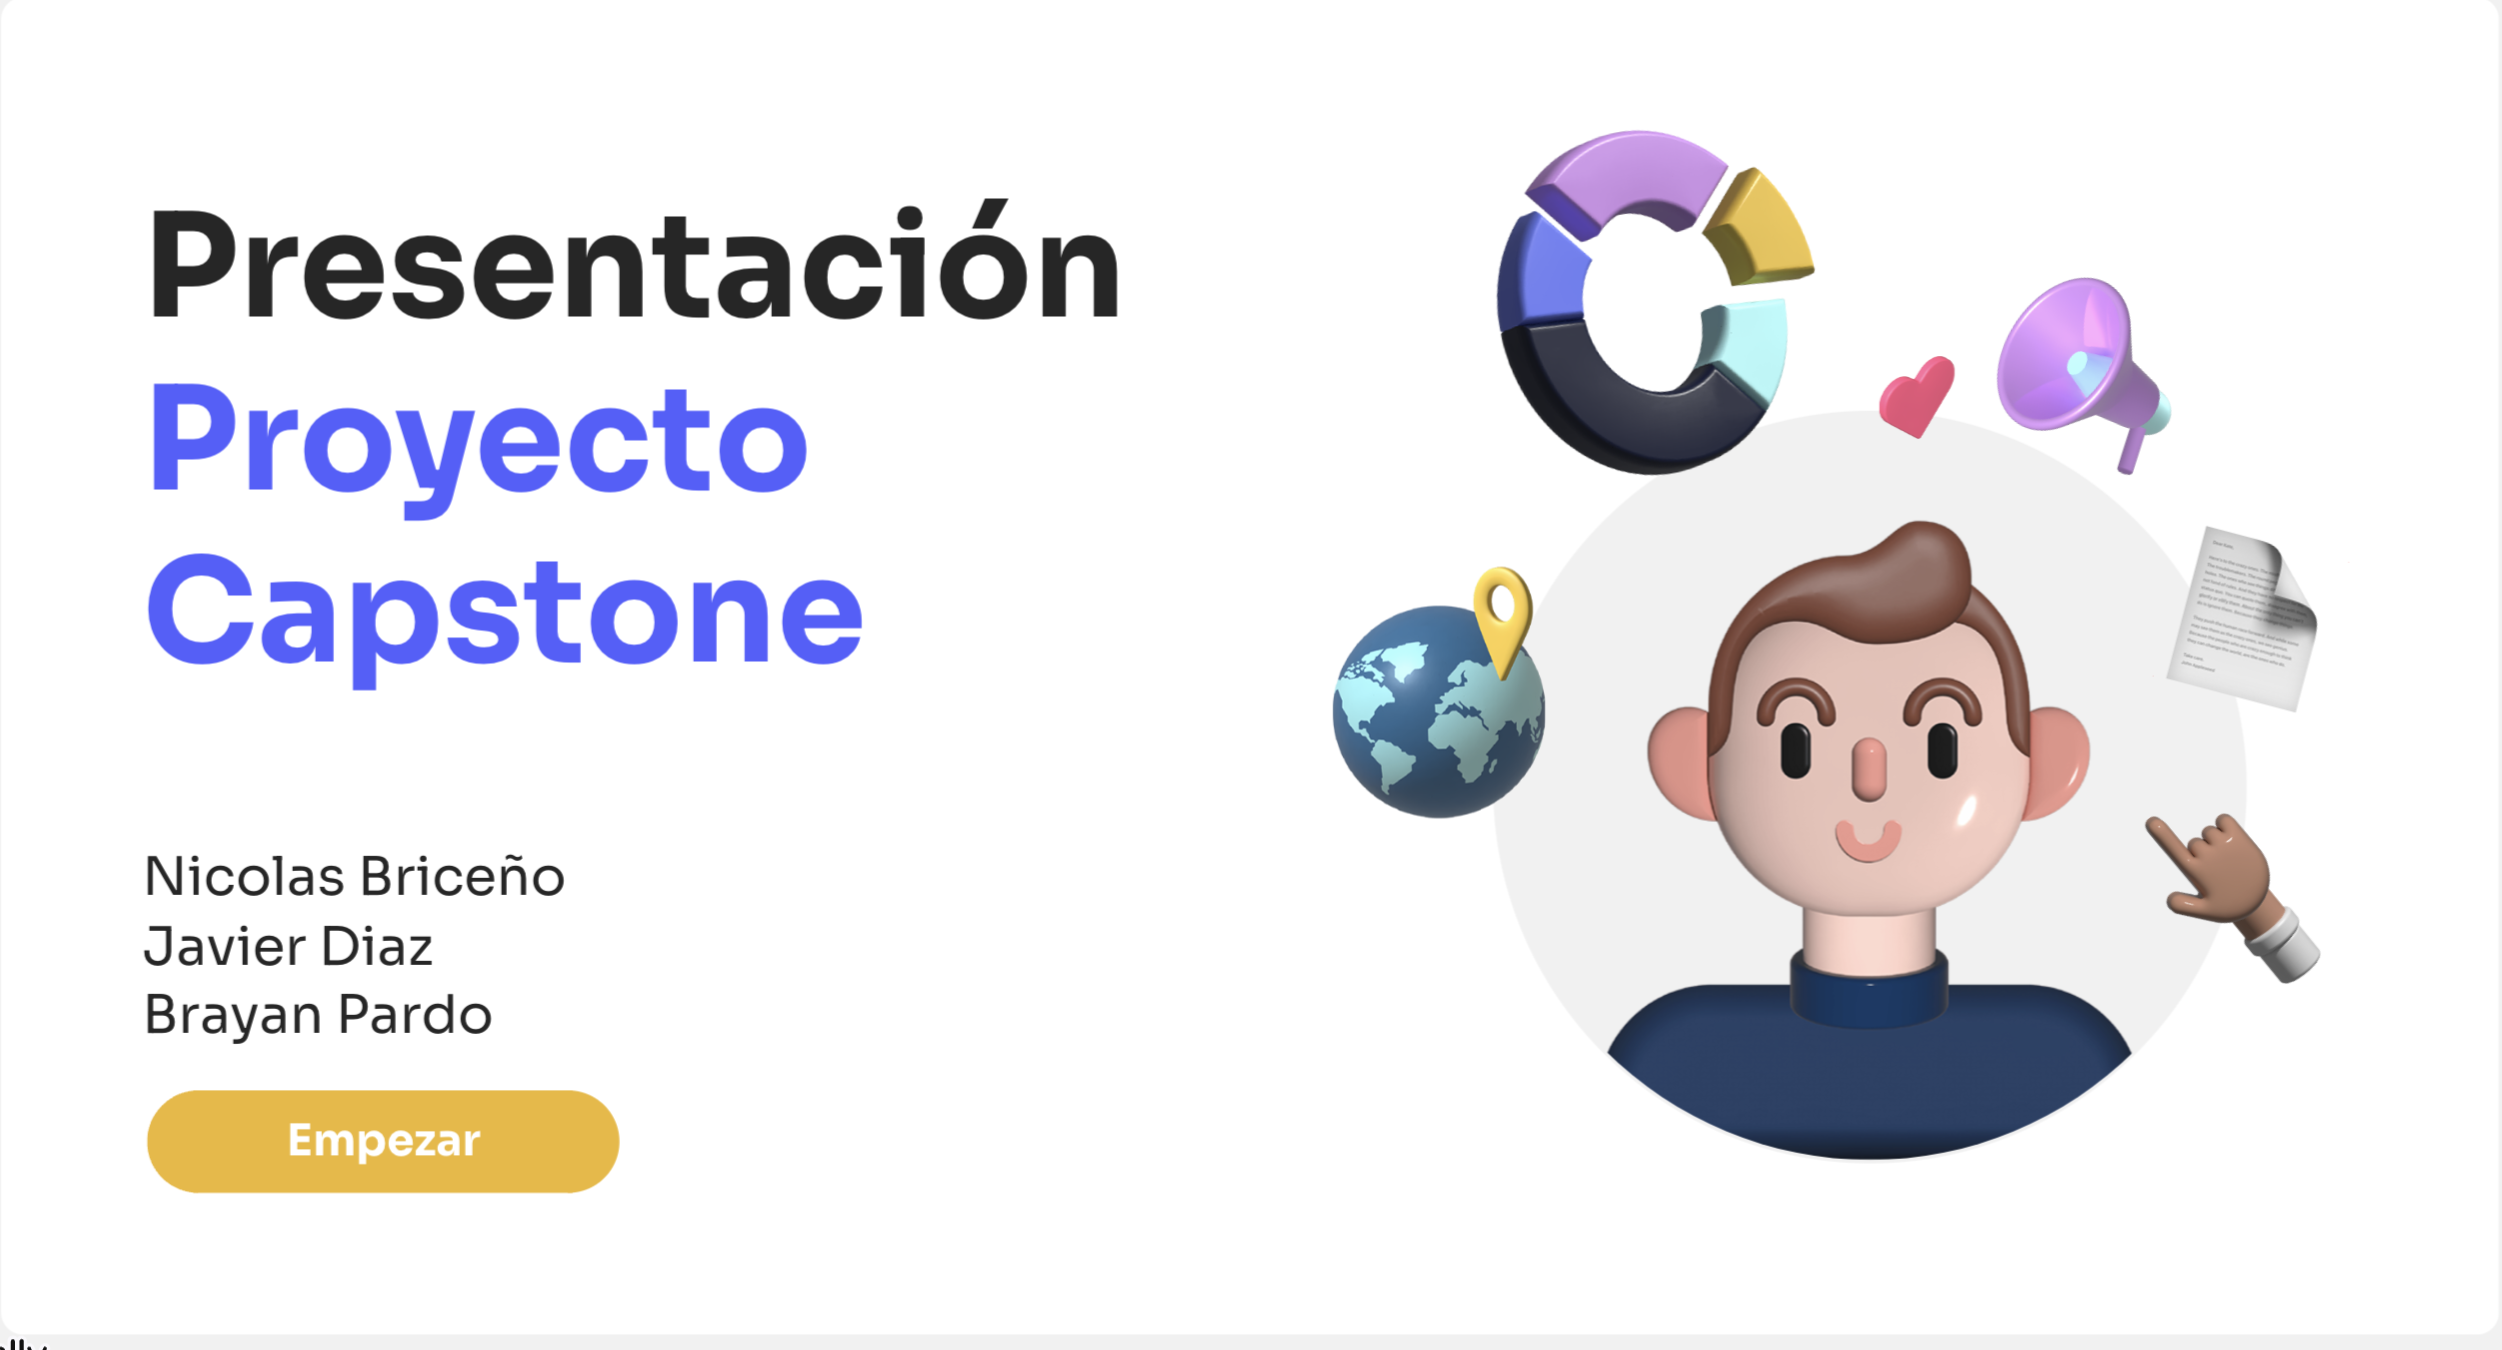 Presentación
Proyecto
Capstone
Nicolas Briceño
Javier Diaz
Brayan Pardo
Empezar